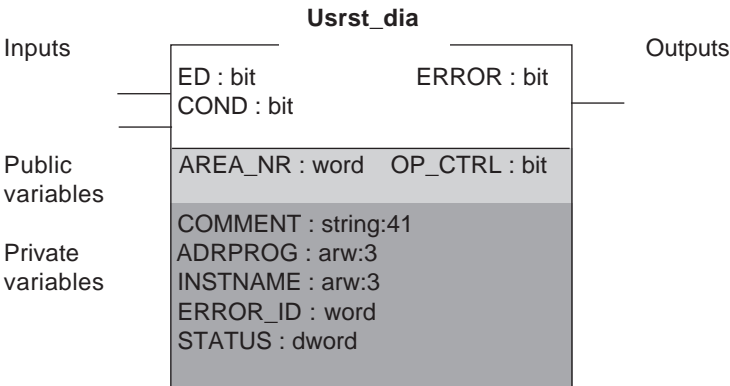 Usrst_dia
Inputs
Outputs
ED : bit
ERROR : bit
COND : bit
Public
variables
AREA_NR : word
OP_CTRL : bit
COMMENT : string:41
Private
variables
ADRPROG : arw:3
INSTNAME : arw:3
ERROR_ID : word
STATUS : dword